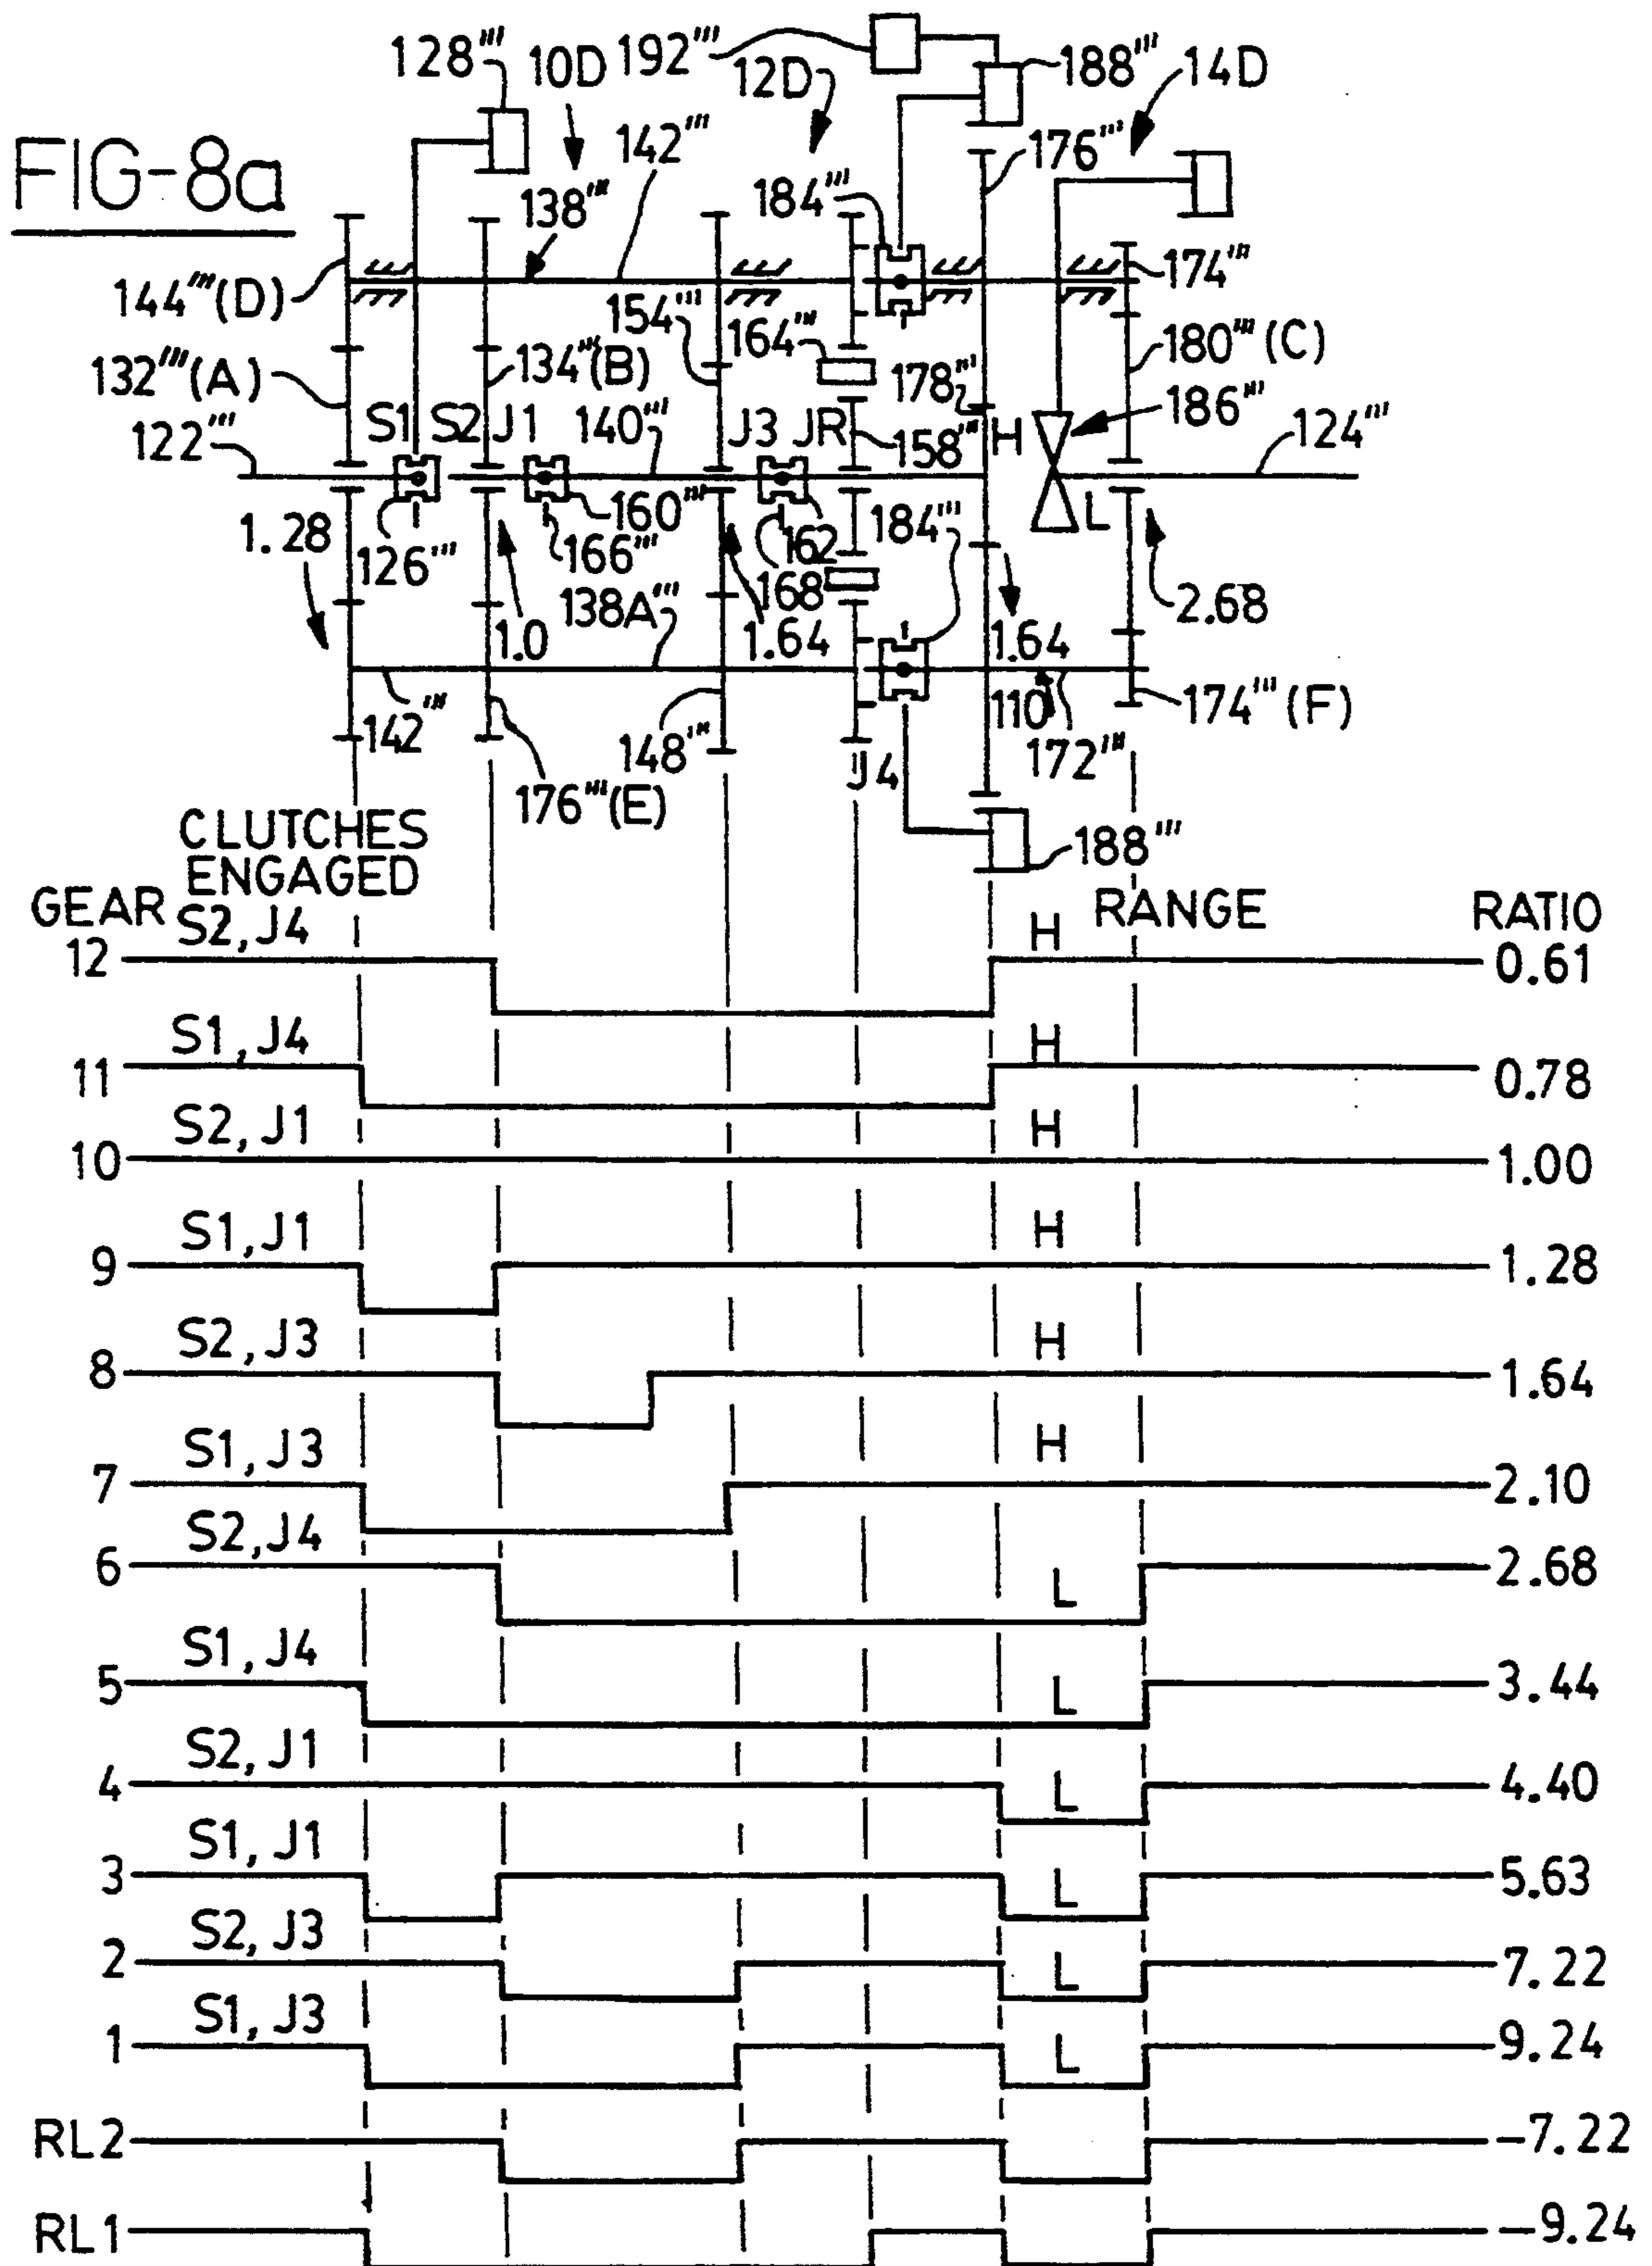 FIG-8a
128''' 10D 192''' 12D 188''' 14D
142''' 176'''
138''' 184'''
144'''(D) 154''' 164''' 174'''
132'''(A) 134'''(B) 178''' 180'''(C)
122''' S1 S2 J1 140''' J3 JR 158''' H 186''' 124'''
1.28 126''' 160''' 166''' 162 168 184''' L
138A''' 1.0 1.64 1.64 2.68
142''' 148''' J4 110 172''' 174'''(F)
176'''(E) 188'''
CLUTCHES
ENGAGED
GEAR RANGE RATIO
12 S2, J4 H 0.61
11 S1, J4 H 0.78
10 S2, J1 H 1.00
9 S1, J1 H 1.28
8 S2, J3 H 1.64
7 S1, J3 H 2.10
6 S2, J4 L 2.68
5 S1, J4 L 3.44
4 S2, J1 L 4.40
3 S1, J1 L 5.63
2 S2, J3 L 7.22
1 S1, J3 L 9.24
RL2 -7.22
RL1 -9.24